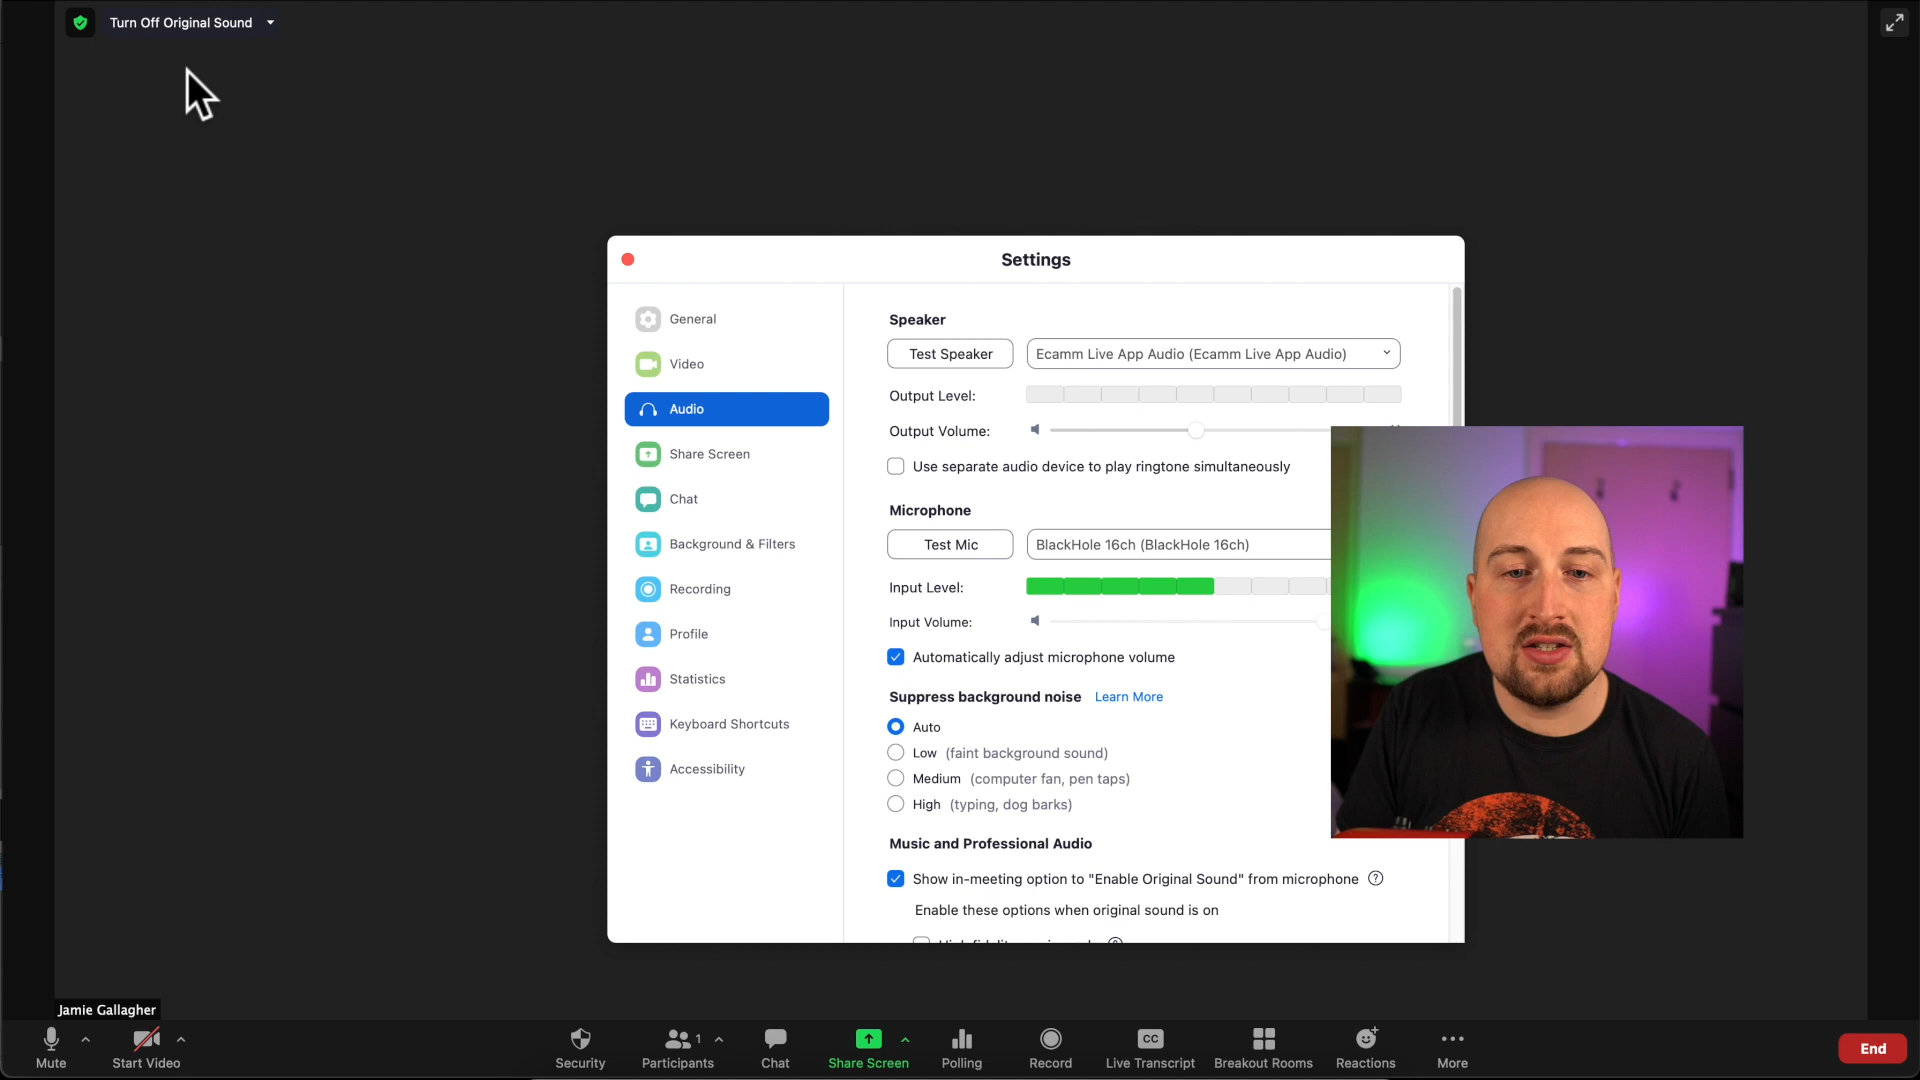 Turn Off Original Sound
Settings
General
Video
Audio
Share Screen
Chat
Background & Filters
Recording
Profile
Statistics
Keyboard Shortcuts
Accessibility
Speaker
Test Speaker
Ecamm Live App Audio (Ecamm Live App Audio)
Output Level:
Output Volume:
Use separate audio device to play ringtone simultaneously
Microphone
Test Mic
BlackHole 16ch (BlackHole 16ch)
Input Level:
Input Volume:
Automatically adjust microphone volume
Suppress background noise Learn More
Auto
Low (faint background sound)
Medium (computer fan, pen taps)
High (typing, dog barks)
Music and Professional Audio
Show in-meeting option to "Enable Original Sound" from microphone ?
Enable these options when original sound is on
Jamie Gallagher
Mute
Start Video
Security
1
Participants
Chat
Share Screen
Polling
Record
CC
Live Transcript
Breakout Rooms
Reactions
More
End